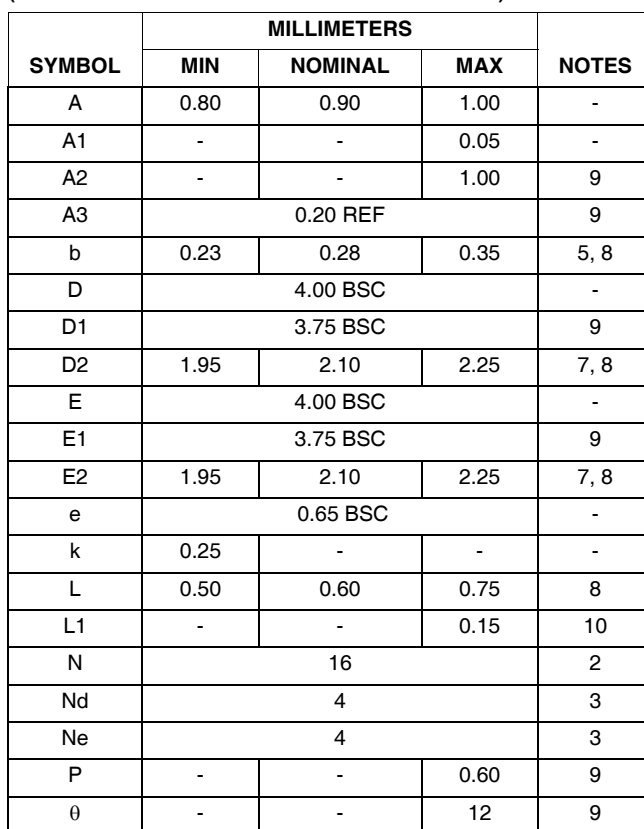 MILLIMETERS
SYMBOL MIN NOMINAL MAX NOTES
A 0.80 0.90 1.00 -
A1 - - 0.05 -
A2 - - 1.00 9
A3 0.20 REF 9
b 0.23 0.28 0.35 5, 8
D 4.00 BSC -
D1 3.75 BSC 9
D2 1.95 2.10 2.25 7, 8
E 4.00 BSC -
E1 3.75 BSC 9
E2 1.95 2.10 2.25 7, 8
e 0.65 BSC -
k 0.25 - - -
L 0.50 0.60 0.75 8
L1 - - 0.15 10
N 16 2
Nd 4 3
Ne 4 3
P - - 0.60 9
θ - - 12 9